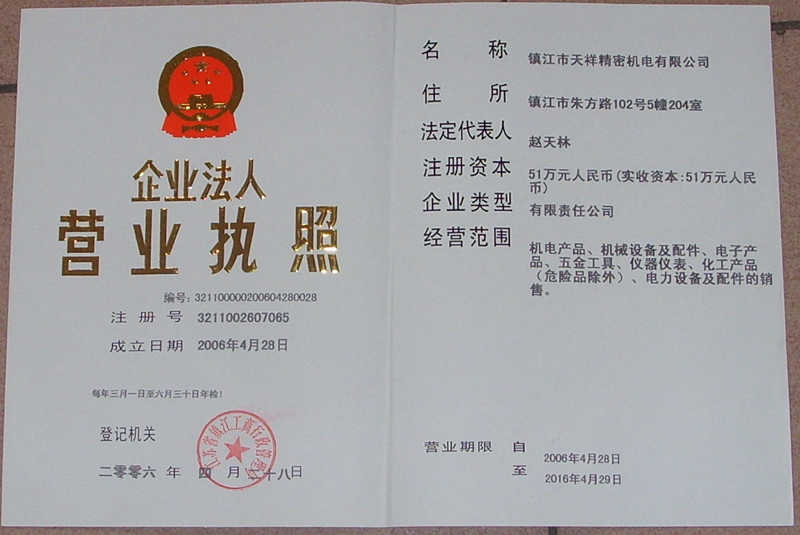 企业法人
营业执照
编号：321100000200604280028
注册号 3211002607065
成立日期 2006年4月28日
每年三月一日至六月三十日年检!
登记机关
二零零六 年 四 月 二十八日
名称 镇江市天祥精密机电有限公司
住所 镇江市朱方路102号5幢204室
法定代表人 赵天林
注册资本 51万元人民币(实收资本:51万元人民
币)
企业类型 有限责任公司
经营范围 机电产品、机械设备及配件、电子产
品、五金工具、仪器仪表、化工产品
（危险品除外）、电力设备及配件的销
售。
营业期限 自 2006年4月28日
至 2016年4月29日